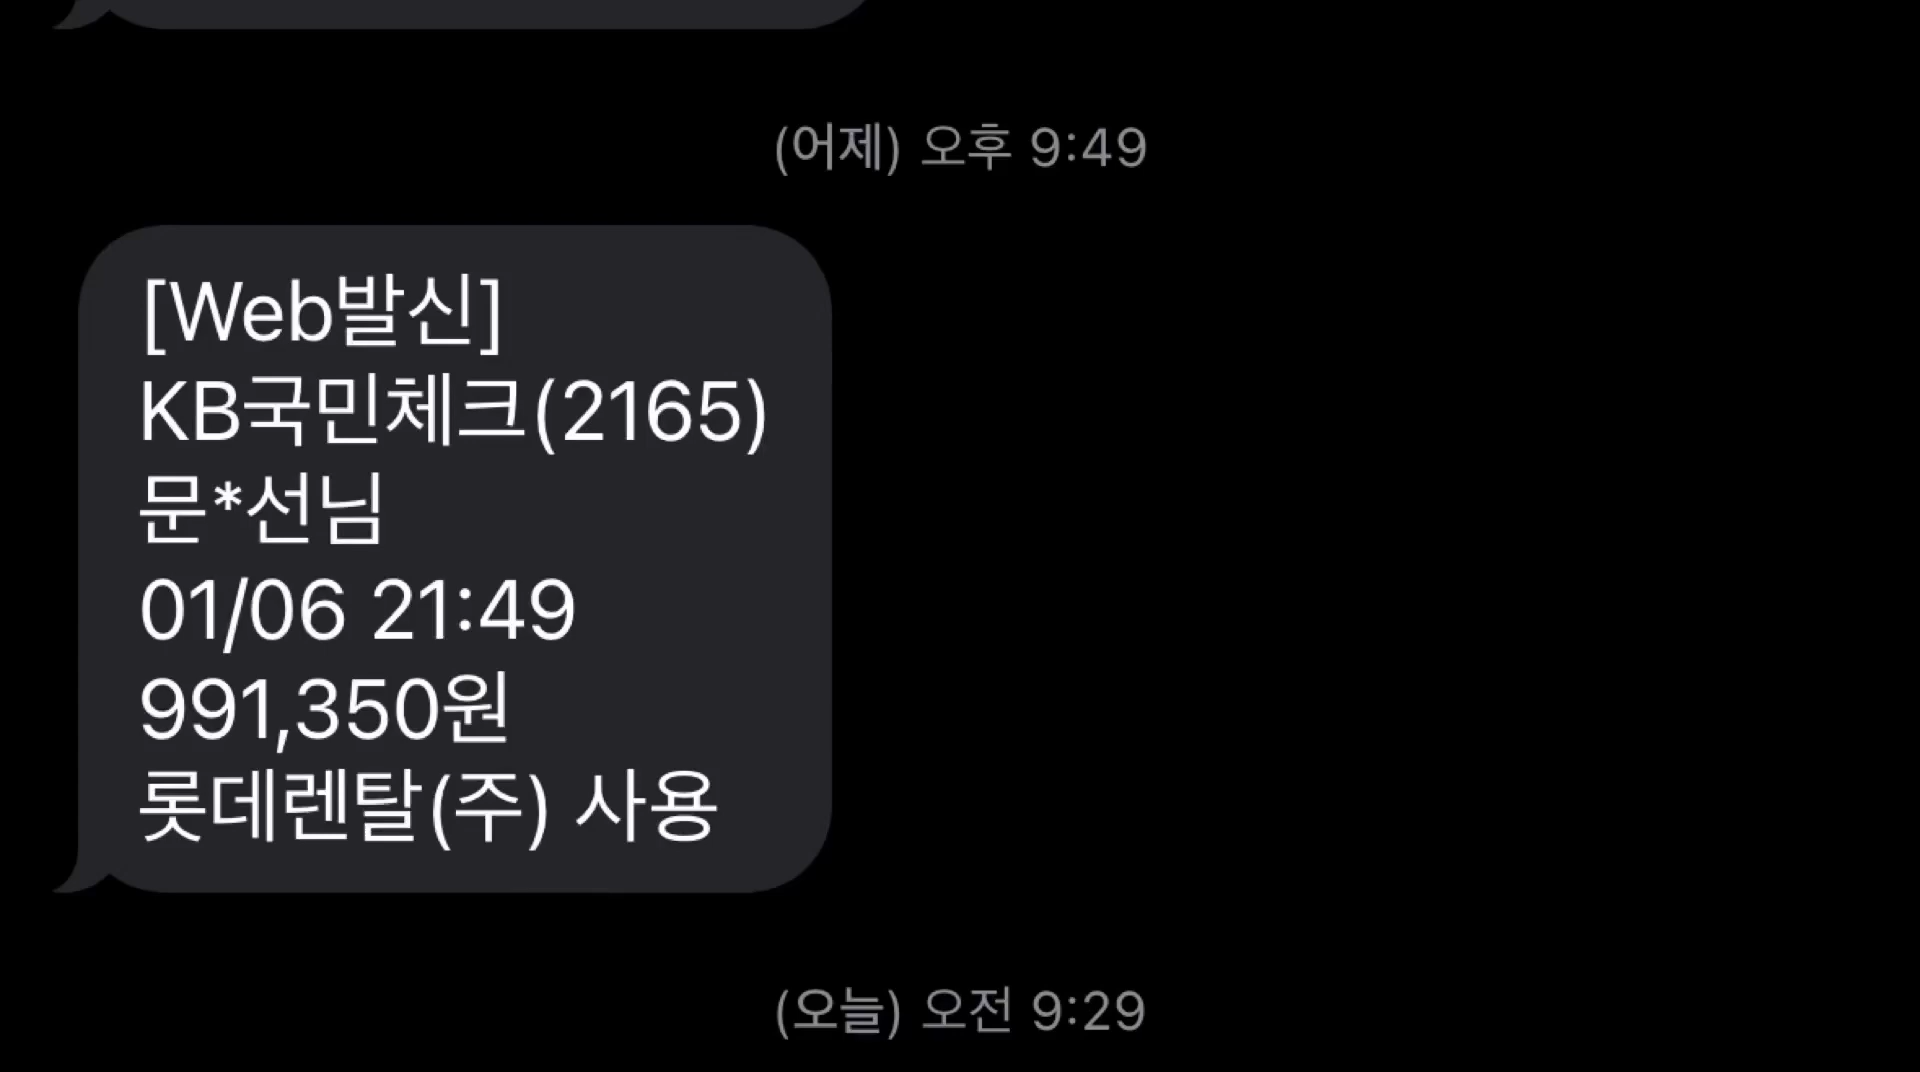 (어제) 오후 9:49
[Web발신]
KB국민체크(2165)
문*선님
01/06 21:49
991,350원
롯데렌탈(주) 사용
(오늘) 오전 9:29